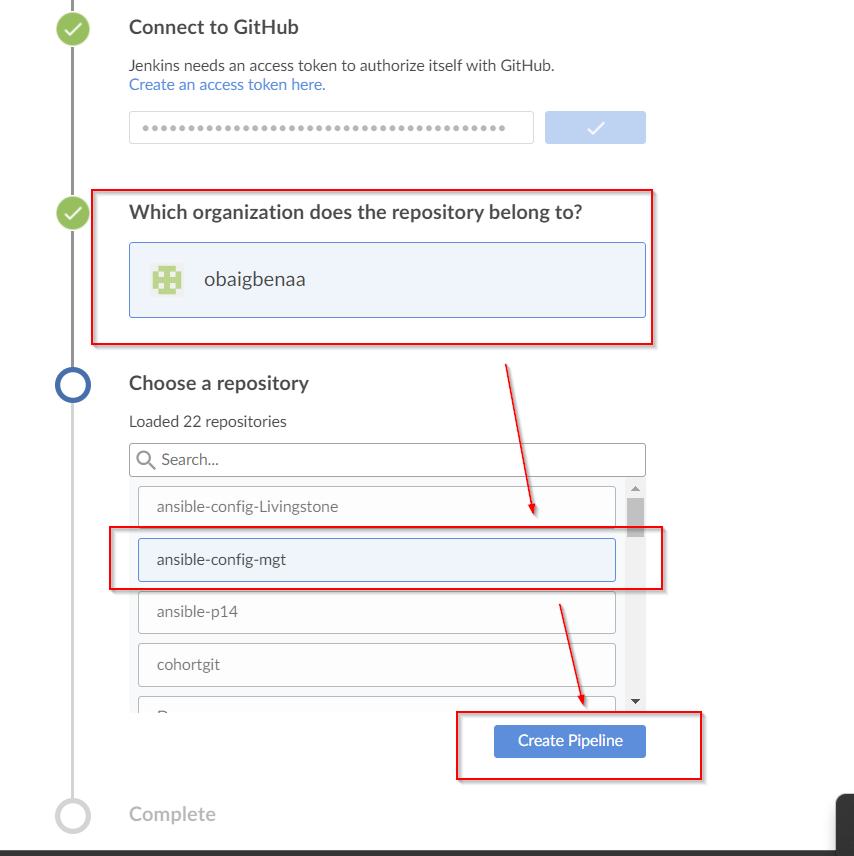 Connect to GitHub
Jenkins needs an access token to authorize itself with GitHub.
Create an access token here.
Which organization does the repository belong to?
obaigbenaa
Choose a repository
Loaded 22 repositories
Search...
ansible-config-Livingstone
ansible-config-mgt
ansible-p14
cohortgit
Create Pipeline
Complete